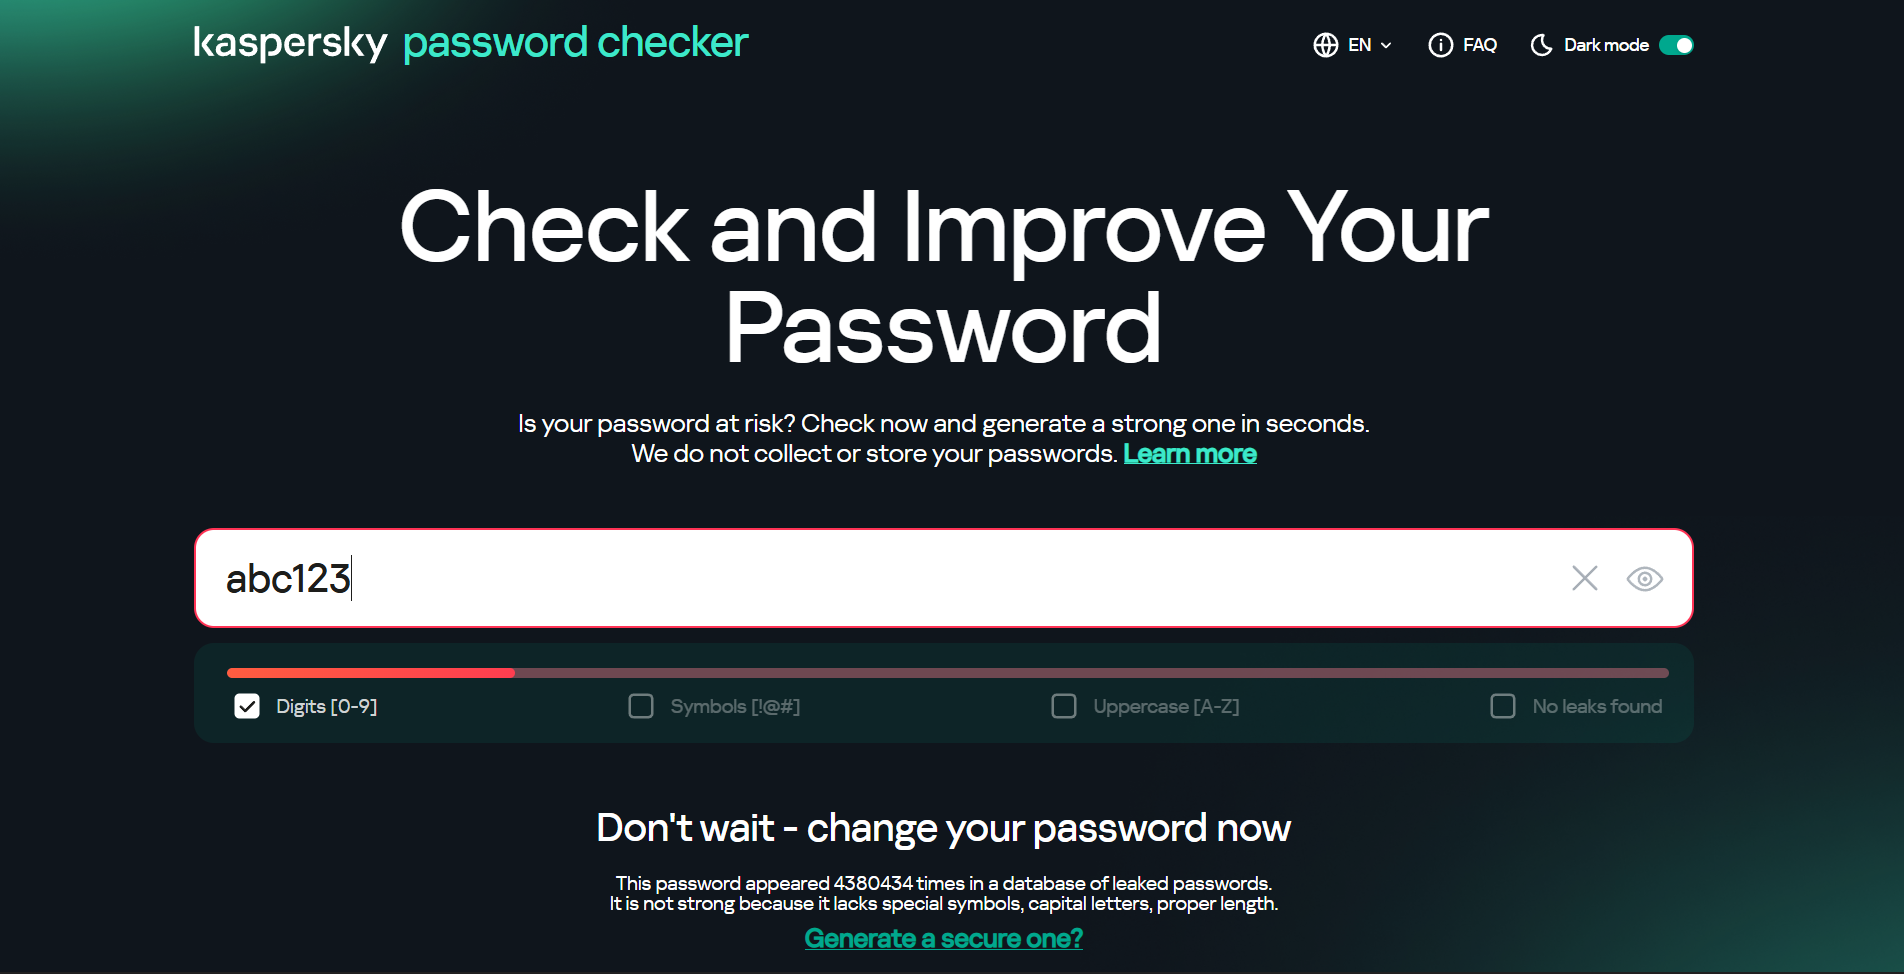 kaspersky password checker
EN
FAQ
Dark mode
Check and Improve Your
Password
Is your password at risk? Check now and generate a strong one in seconds.
We do not collect or store your passwords. Learn more
abc123
Digits [0-9]
Symbols [!@#]
Uppercase [A-Z]
No leaks found
Don't wait - change your password now
This password appeared 4380434 times in a database of leaked passwords.
It is not strong because it lacks special symbols, capital letters, proper length.
Generate a secure one?